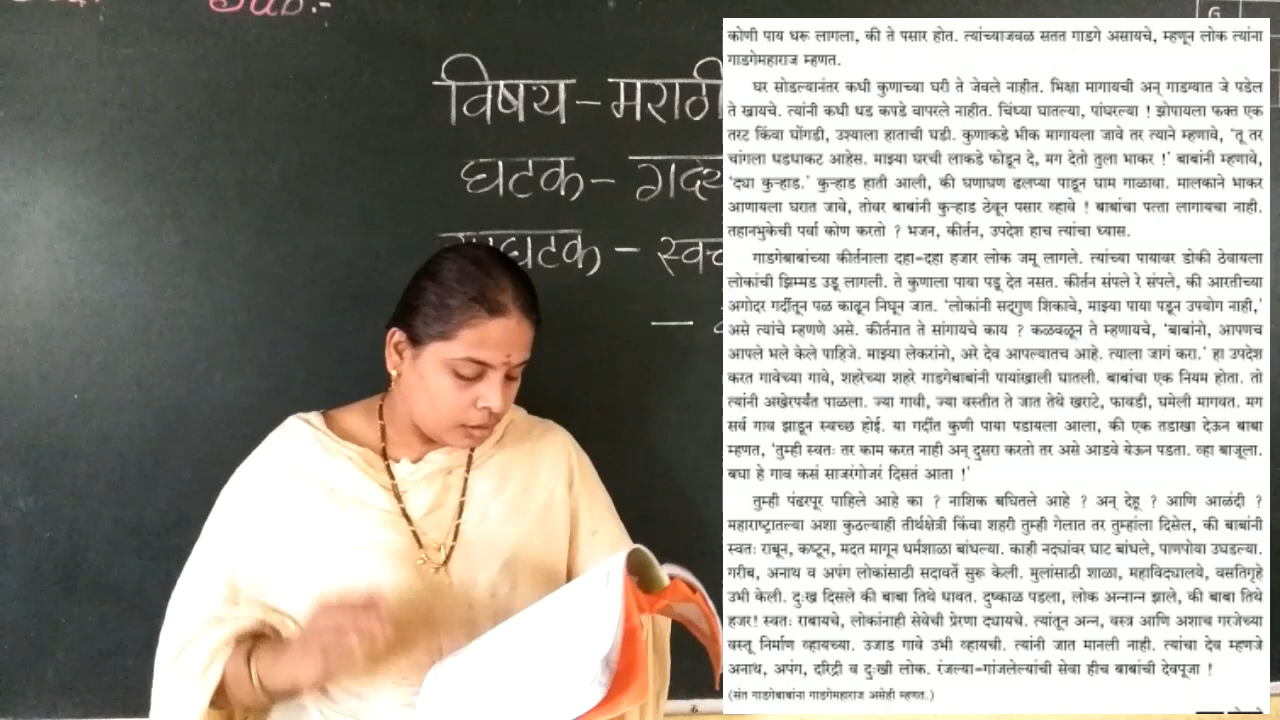 Sub:-
विषय – मराठी
घटक – गद्य
उपघटक – स्वच
G
कोणी पाय धरू लागला, की ते पसार होत. त्यांच्याजवळ सतत गाडगे असायचे, म्हणून लोक त्यांना
गाडगेमहाराज म्हणत.
घर सोडल्यानंतर कधी कुणाच्या घरी ते जेवले नाहीत. भिक्षा मागायची अन् गाडग्यात जे पडेल
ते खायचे. त्यांनी कधी धड कपडे वापरले नाहीत. चिंध्या घातल्या, पांघरल्या ! झोपायला फक्त एक
तरट किंवा घोंगडी, उश्याला हाताची घडी. कुणाकडे भीक मागायला जावे तर त्याने म्हणावे, ‘तू तर
चांगला धडधाकट आहेस. माझ्या घरची लाकडे फोडून दे, मग देतो तुला भाकर !’ बाबांनी म्हणावे,
‘द्या कुऱ्हाड.’ कुऱ्हाड हाती आली, की घणाघण ढलप्या पाडून घाम गाळावा. मालकाने भाकर
आणायला घरात जावे, तोवर बाबांनी कुऱ्हाड ठेवून पसार व्हावे ! बाबांचा पत्ता लागायचा नाही.
तहानभुकेची पर्वा कोण करतो ? भजन, कीर्तन, उपदेश हाच त्यांचा ध्यास.
गाडगेबाबांच्या कीर्तनाला दहा-दहा हजार लोक जमू लागले. त्यांच्या पायावर डोकी ठेवायला
लोकांची झिम्मड उडू लागली. ते कुणाला पाया पडू देत नसत. कीर्तन संपले रे संपले, की आरतीच्या
अगोदर गर्दीतून पळ काढून निघून जात. ‘लोकांनी सद्गुण शिकावे, माझ्या पाया पडून उपयोग नाही,’
असे त्यांचे म्हणणे असे. कीर्तनात ते सांगायचे काय ? कळवळून ते म्हणायचे, ‘बाबांनो, आपणच
आपले भले केले पाहिजे. माझ्या लेकरांनो, अरे देव आपल्यातच आहे. त्याला जागं करा.’ हा उपदेश
करत गावेच्या गावे, शहरेच्या शहरे गाडगेबाबांनी पायांखाली घातली. बाबांचा एक नियम होता. तो
त्यांनी अखेरपर्यंत पाळला. ज्या गावी, ज्या वस्तीत ते जात तेथे खराटे, फावडी, घमेली मागवत. मग
सर्व गाव झाडून स्वच्छ होई. या गर्दीत कुणी पाया पडायला आला, की एक तडाखा देऊन बाबा
म्हणत, ‘तुम्ही स्वतः तर काम करत नाही अन् दुसरा करतो तर असे आडवे येऊन पडता. व्हा बाजूला.
बघा हे गाव कसं साजरंगोजरं दिसतं आता !’
तुम्ही पंढरपूर पाहिले आहे का ? नाशिक बघितले आहे ? अन् देहू ? आणि आळंदी ?
महाराष्ट्रातल्या अशा कुठल्याही तीर्थक्षेत्री किंवा शहरी तुम्ही गेलात तर तुम्हांला दिसेल, की बाबांनी
स्वतः राबून, कष्टून, मदत मागून धर्मशाळा बांधल्या. काही नद्यांवर घाट बांधले, पाणपोया उघडल्या.
गरीब, अनाथ व अपंग लोकांसाठी सदावर्ते सुरू केली. मुलांसाठी शाळा, महाविद्यालये, वसतिगृहे
उभी केली. दुःख दिसले की बाबा तिथे धावत. दुष्काळ पडला, लोक अन्नान्न झाले, की बाबा तिथे
हजर! स्वतः राबायचे, लोकांनाही सेवेची प्रेरणा द्यायचे. त्यांतून अन्न, वस्त्र आणि अशाच गरजेच्या
वस्तू निर्माण व्हायच्या. उजाड गावे उभी व्हायची. त्यांनी जात मानली नाही. त्यांचा देव म्हणजे
अनाथ, अपंग, दरिद्री व दुःखी लोक. रंजल्या-गांजलेल्यांची सेवा हीच बाबांची देवपूजा !
(संत गाडगेबाबांना गाडगेमहाराज असेही म्हणत.)